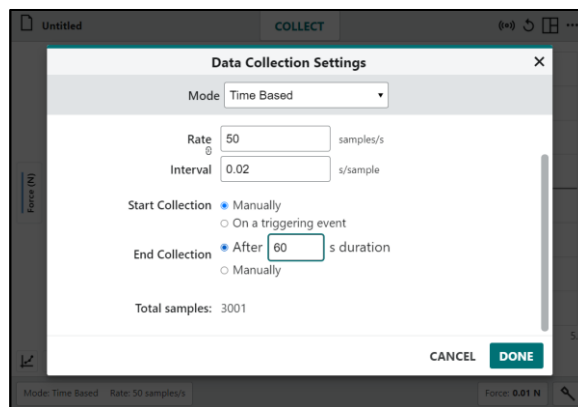 Untitled
COLLECT
Data Collection Settings
Mode Time Based
Rate 50 samples/s
Interval 0.02 s/sample
Force (N)
Start Collection Manually
On a triggering event
End Collection After 60 s duration
Manually
Total samples: 3001
CANCEL DONE
Mode: Time Based Rate: 50 samples/s Force: 0.01 N